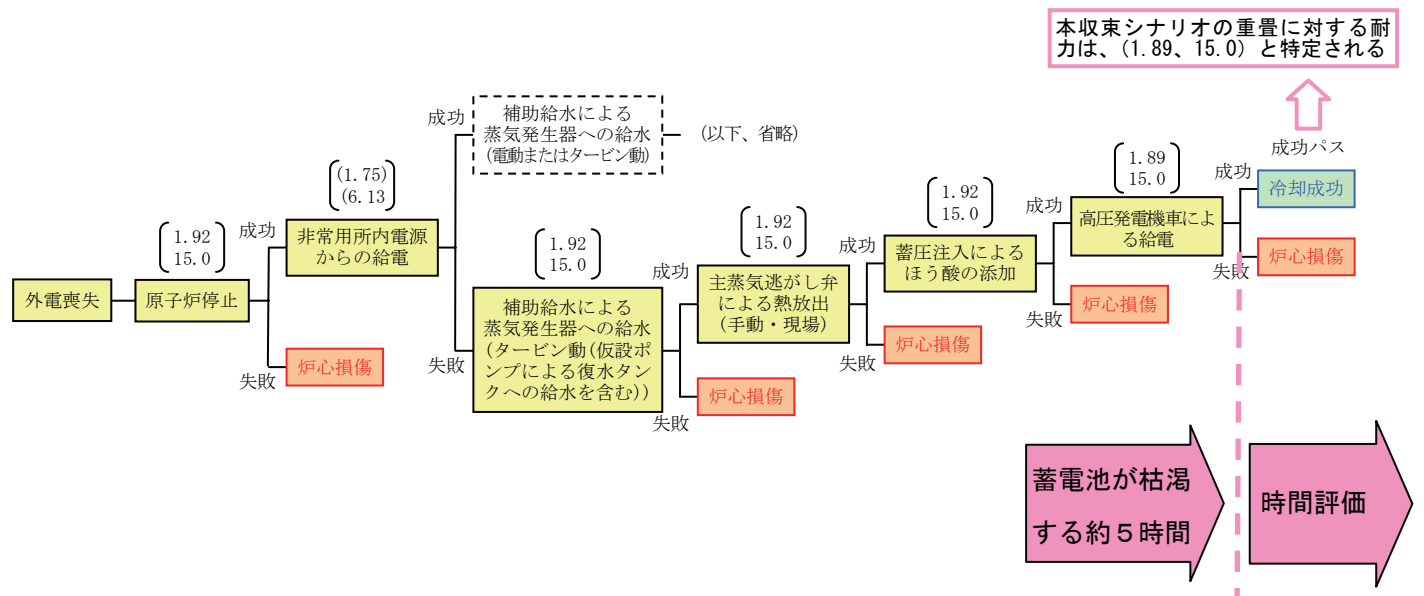 本収束シナリオの重畳に対する耐
力は、(1.89、15.0) と特定される
成功パス
成功
冷却成功
失敗
炉心損傷
外電喪失
1.92
15.0
原子炉停止
成功
失敗
炉心損傷
(1.75)
(6.13
非常用所内電源
からの給電
成功
失敗
補助給水による
蒸気発生器への給水
(電動またはタービン動)
(以下、省略)
1.92
15.0
補助給水による
蒸気発生器への給水
(タービン動(仮設ポ
ンプによる復水タン
クへの給水を含む))
成功
失敗
炉心損傷
1.92
15.0
主蒸気逃がし弁
による熱放出
(手動・現場)
成功
失敗
炉心損傷
1.92
15.0
蓄圧注入による
ほう酸の添加
成功
失敗
炉心損傷
1.89
15.0
高圧発電機車によ
る給電
蓄電池が枯渇
する約５時間
時間評価